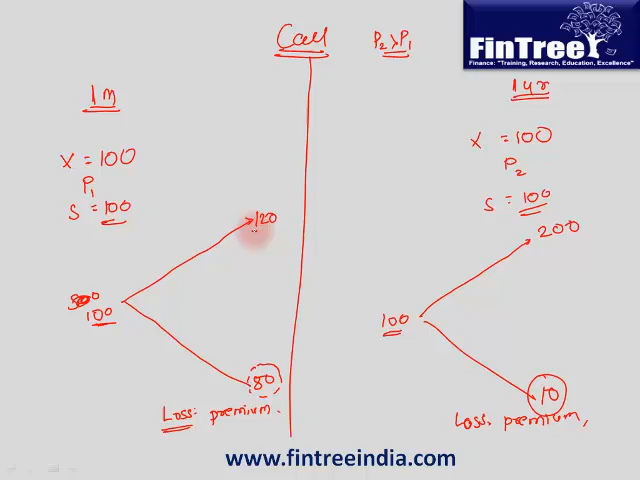 Call
P₂ > P₁
FinTree
Finance: "Training, Research, Education, Excellence"
1m
X = 100
P₁
S = 100
120
100
80
Loss: premium.
1yr
X = 100
P₂
S = 100
200
100
10
Loss. premium,
www.fintreeindia.com